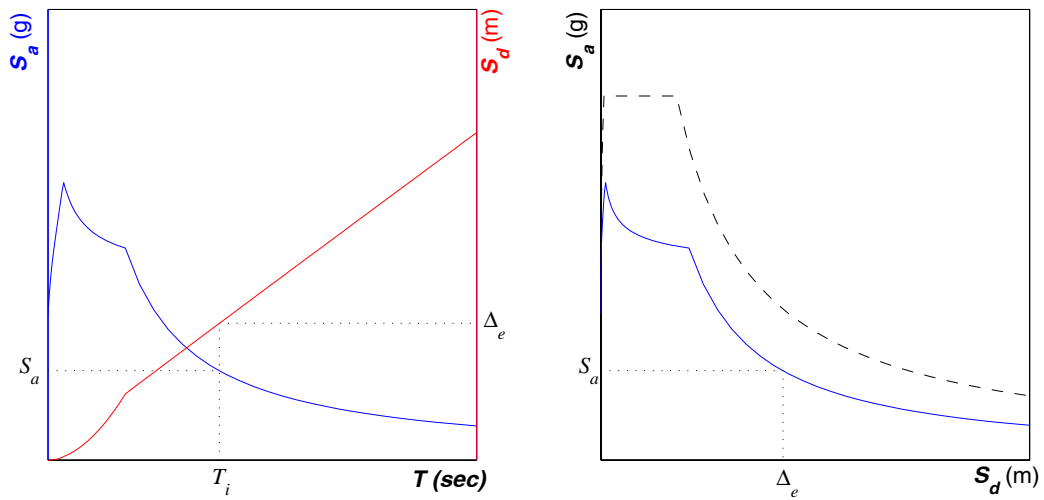 S_a (g)
S_d (m)
S_a
Δ_e
T_i
T (sec)
S_a (g)
S_a
Δ_e
S_d (m)